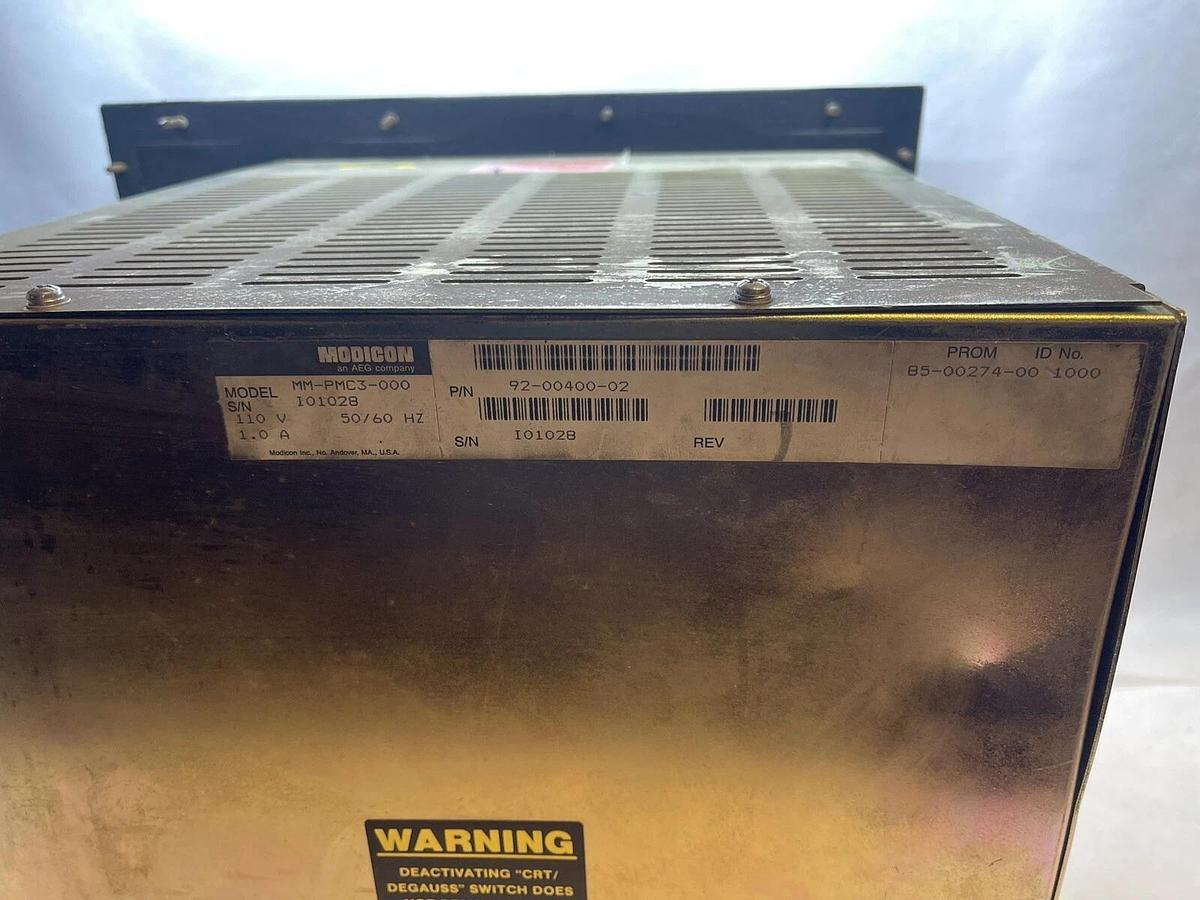 MODICON
an AEG company
MODEL MM-PMC3-000
S/N I01028
110 V 50/60 HZ
1.0 A
Modicon Inc., No. Andover, MA., U.S.A.
P/N 92-00400-02
S/N I01028 REV
PROM ID No.
85-00274-00 1000
WARNING
DEACTIVATING "CRT/
DEGAUSS" SWITCH DOES